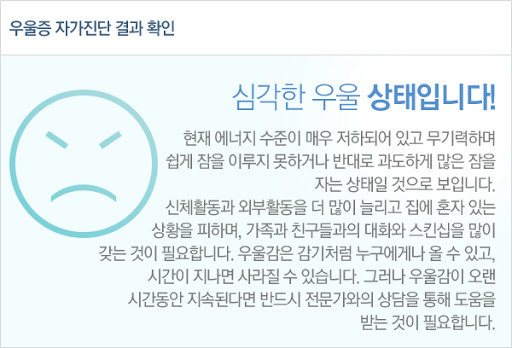 우울증 자가진단 결과 확인
심각한 우울 상태입니다!
현재 에너지 수준이 매우 저하되어 있고 무기력하며
쉽게 잠을 이루지 못하거나 반대로 과도하게 많은 잠을
자는 상태일 것으로 보입니다.
신체활동과 외부활동을 더 많이 늘리고 집에 혼자 있는
상황을 피하며, 가족과 친구들과의 대화와 스킨십을 많이
갖는 것이 필요합니다. 우울감은 감기처럼 누구에게나 올 수 있고,
시간이 지나면 사라질 수 있습니다. 그러나 우울감이 오랜
시간동안 지속된다면 반드시 전문가와의 상담을 통해 도움을
받는 것이 필요합니다.